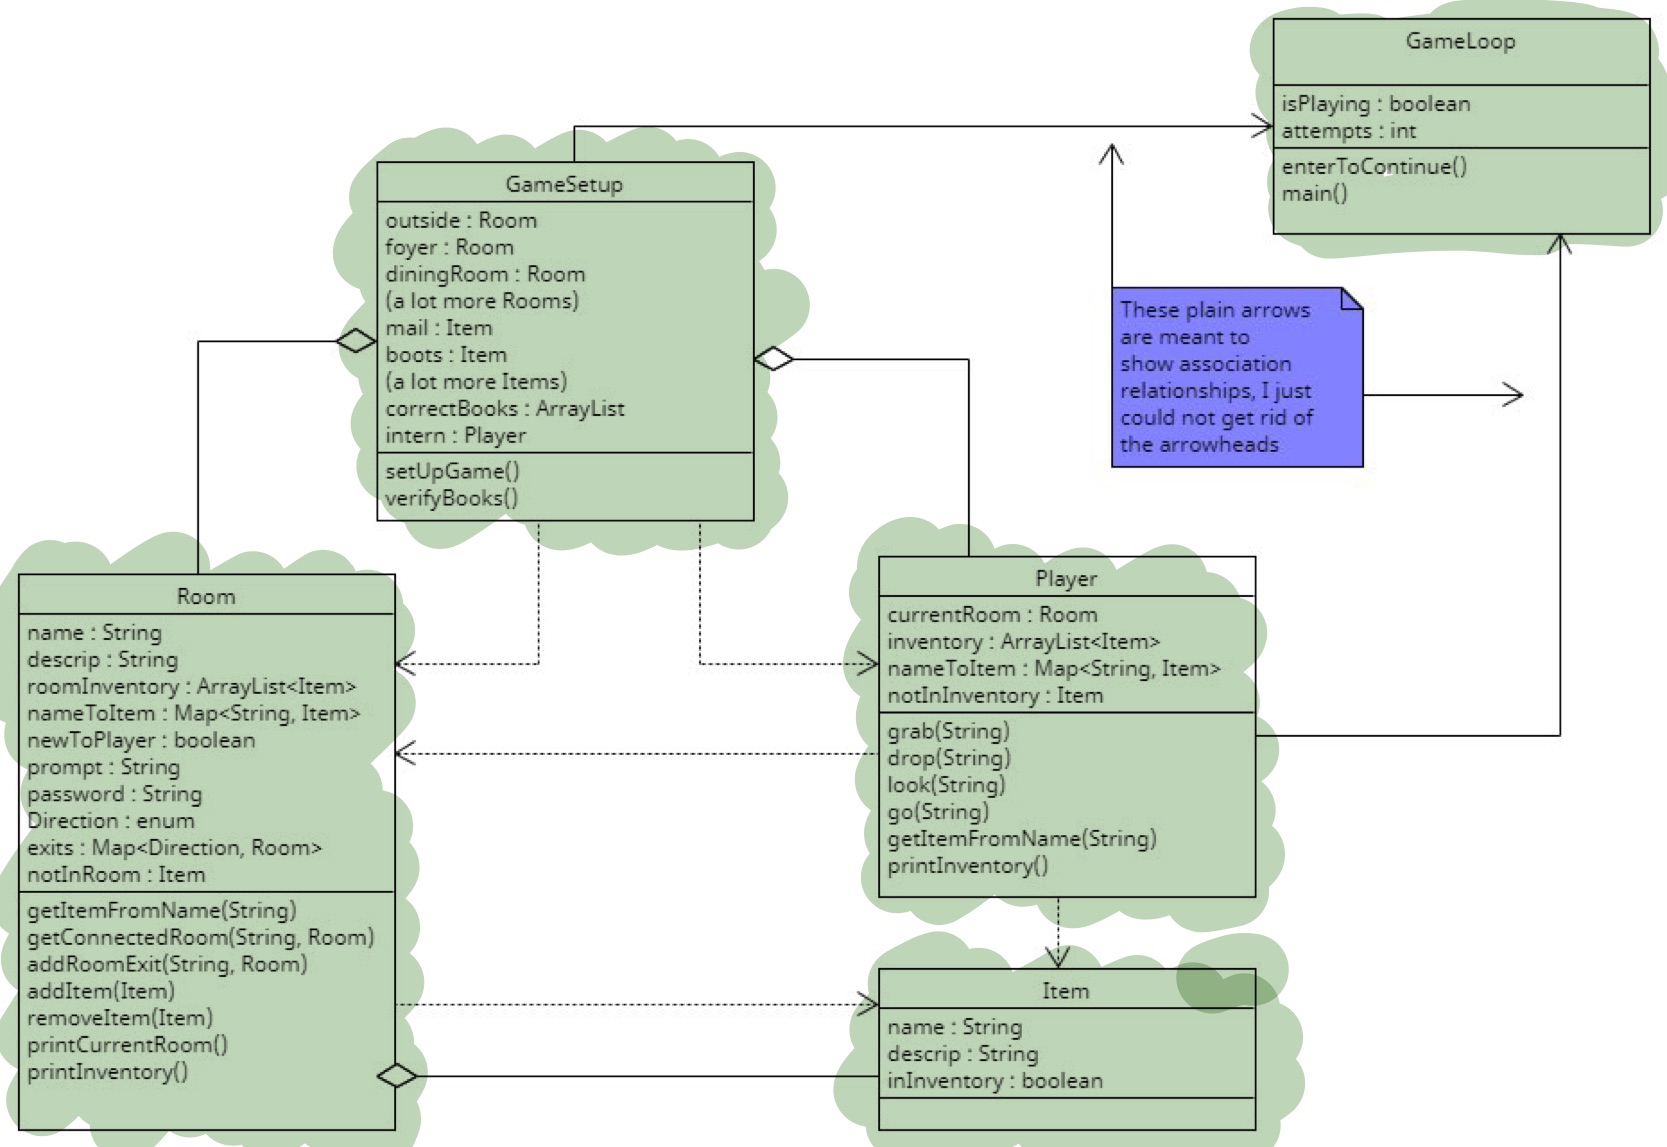 GameLoop
isPlaying : boolean
attempts : int
enterToContinue()
main()
GameSetup
outside : Room
foyer : Room
diningRoom : Room
(a lot more Rooms)
mail : Item
boots : Item
(a lot more Items)
correctBooks : ArrayList
intern : Player
setUpGame()
verifyBooks()
These plain arrows
are meant to
show association
relationships, I just
could not get rid of
the arrowheads
Room
name : String
descrip : String
roomInventory : ArrayList<Item>
nameToItem : Map<String, Item>
newToPlayer : boolean
prompt : String
password : String
Direction : enum
exits : Map<Direction, Room>
notInRoom : Item
getItemFromName(String)
getConnectedRoom(String, Room)
addRoomExit(String, Room)
addItem(Item)
removeItem(Item)
printCurrentRoom()
printInventory()
Player
currentRoom : Room
inventory : ArrayList<Item>
nameToItem : Map<String, Item>
notInInventory : Item
grab(String)
drop(String)
look(String)
go(String)
getItemFromName(String)
printInventory()
Item
name : String
descrip : String
inInventory : boolean